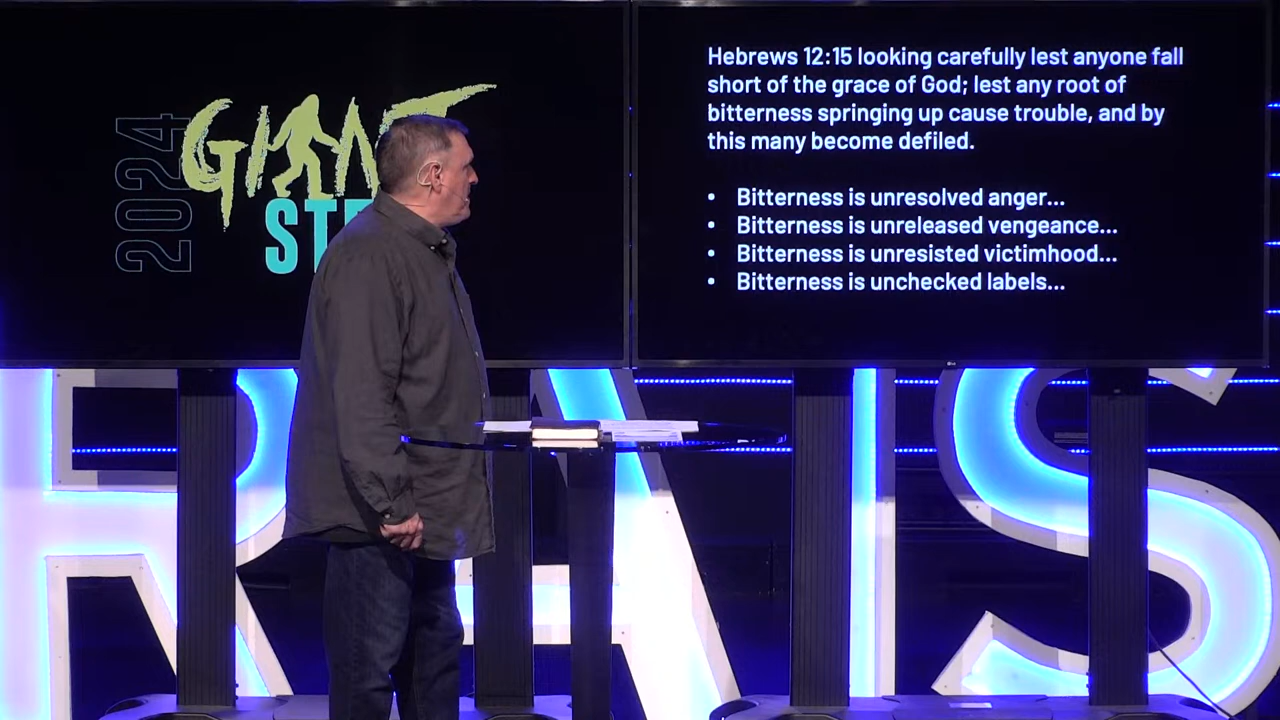 2024
GIANT
Hebrews 12:15 looking carefully lest anyone fall
short of the grace of God; lest any root of
bitterness springing up cause trouble, and by
this many become defiled.
• Bitterness is unresolved anger...
• Bitterness is unreleased vengeance...
• Bitterness is unresisted victimhood...
• Bitterness is unchecked labels...
RAIS